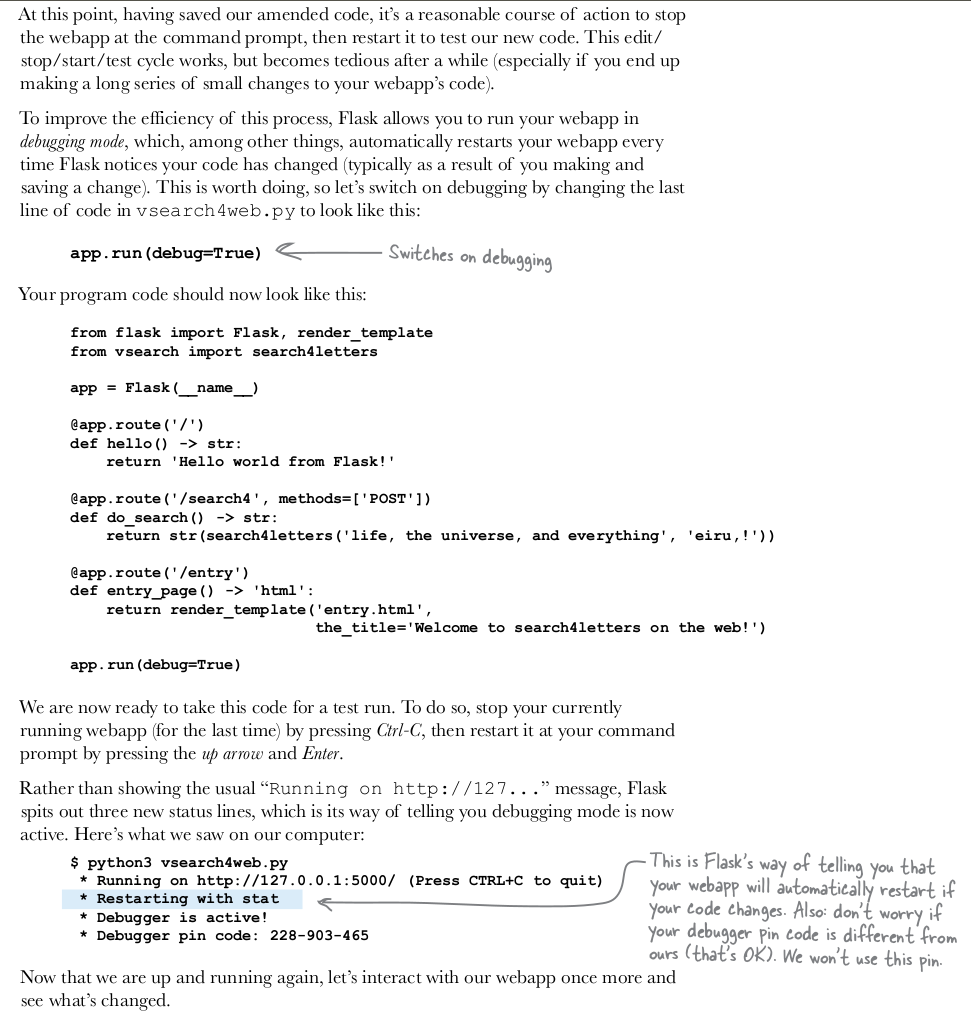 At this point, having saved our amended code, it's a reasonable course of action to stop
the webapp at the command prompt, then restart it to test our new code. This edit/
stop/start/test cycle works, but becomes tedious after a while (especially if you end up
making a long series of small changes to your webapp's code).
To improve the efficiency of this process, Flask allows you to run your webapp in
debugging mode, which, among other things, automatically restarts your webapp every
time Flask notices your code has changed (typically as a result of you making and
saving a change). This is worth doing, so let's switch on debugging by changing the last
line of code in vsearch4web.py to look like this:
app.run(debug=True)
Switches on debugging
Your program code should now look like this:
from flask import Flask, render_template
from vsearch import search4letters
app = Flask(__name__)
@app.route('/')
def hello() -> str:
    return 'Hello world from Flask!'
@app.route('/search4', methods=['POST'])
def do_search() -> str:
    return str(search4letters('life, the universe, and everything', 'eiru,!'))
@app.route('/entry')
def entry_page() -> 'html':
    return render_template('entry.html',
                           the_title='Welcome to search4letters on the web!')
app.run(debug=True)
We are now ready to take this code for a test run. To do so, stop your currently
running webapp (for the last time) by pressing Ctrl-C, then restart it at your command
prompt by pressing the up arrow and Enter.
Rather than showing the usual “Running on http://127...” message, Flask
spits out three new status lines, which is its way of telling you debugging mode is now
active. Here's what we saw on our computer:
$ python3 vsearch4web.py
 * Running on http://127.0.0.1:5000/ (Press CTRL+C to quit)
 * Restarting with stat
 * Debugger is active!
 * Debugger pin code: 228-903-465
This is Flask's way of telling you that
your webapp will automatically restart if
your code changes. Also: don't worry if
your debugger pin code is different from
ours (that's OK). We won't use this pin.
Now that we are up and running again, let's interact with our webapp once more and
see what's changed.